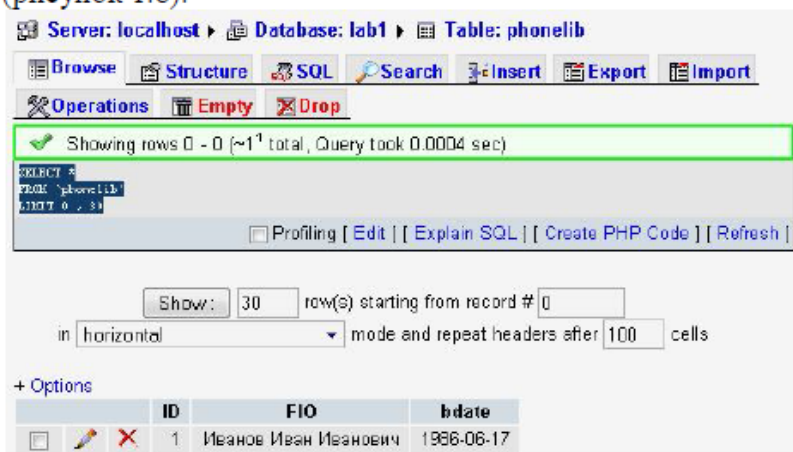 Server: localhost ▸ Database: lab1 ▸ Table: phonelib
Browse Structure SQL Search Insert Export Import
Operations Empty Drop
Showing rows 0 - 0 (~1¹ total, Query took 0.0004 sec)
SELECT *
FROM `phonelib`
LIMIT 0 , 30
Profiling [ Edit ] [ Explain SQL ] [ Create PHP Code ] [ Refresh ]
Show: 30 row(s) starting from record # 0
in horizontal mode and repeat headers after 100 cells
+ Options
ID FIO bdate
1 Иванов Иван Иванович 1986-06-17